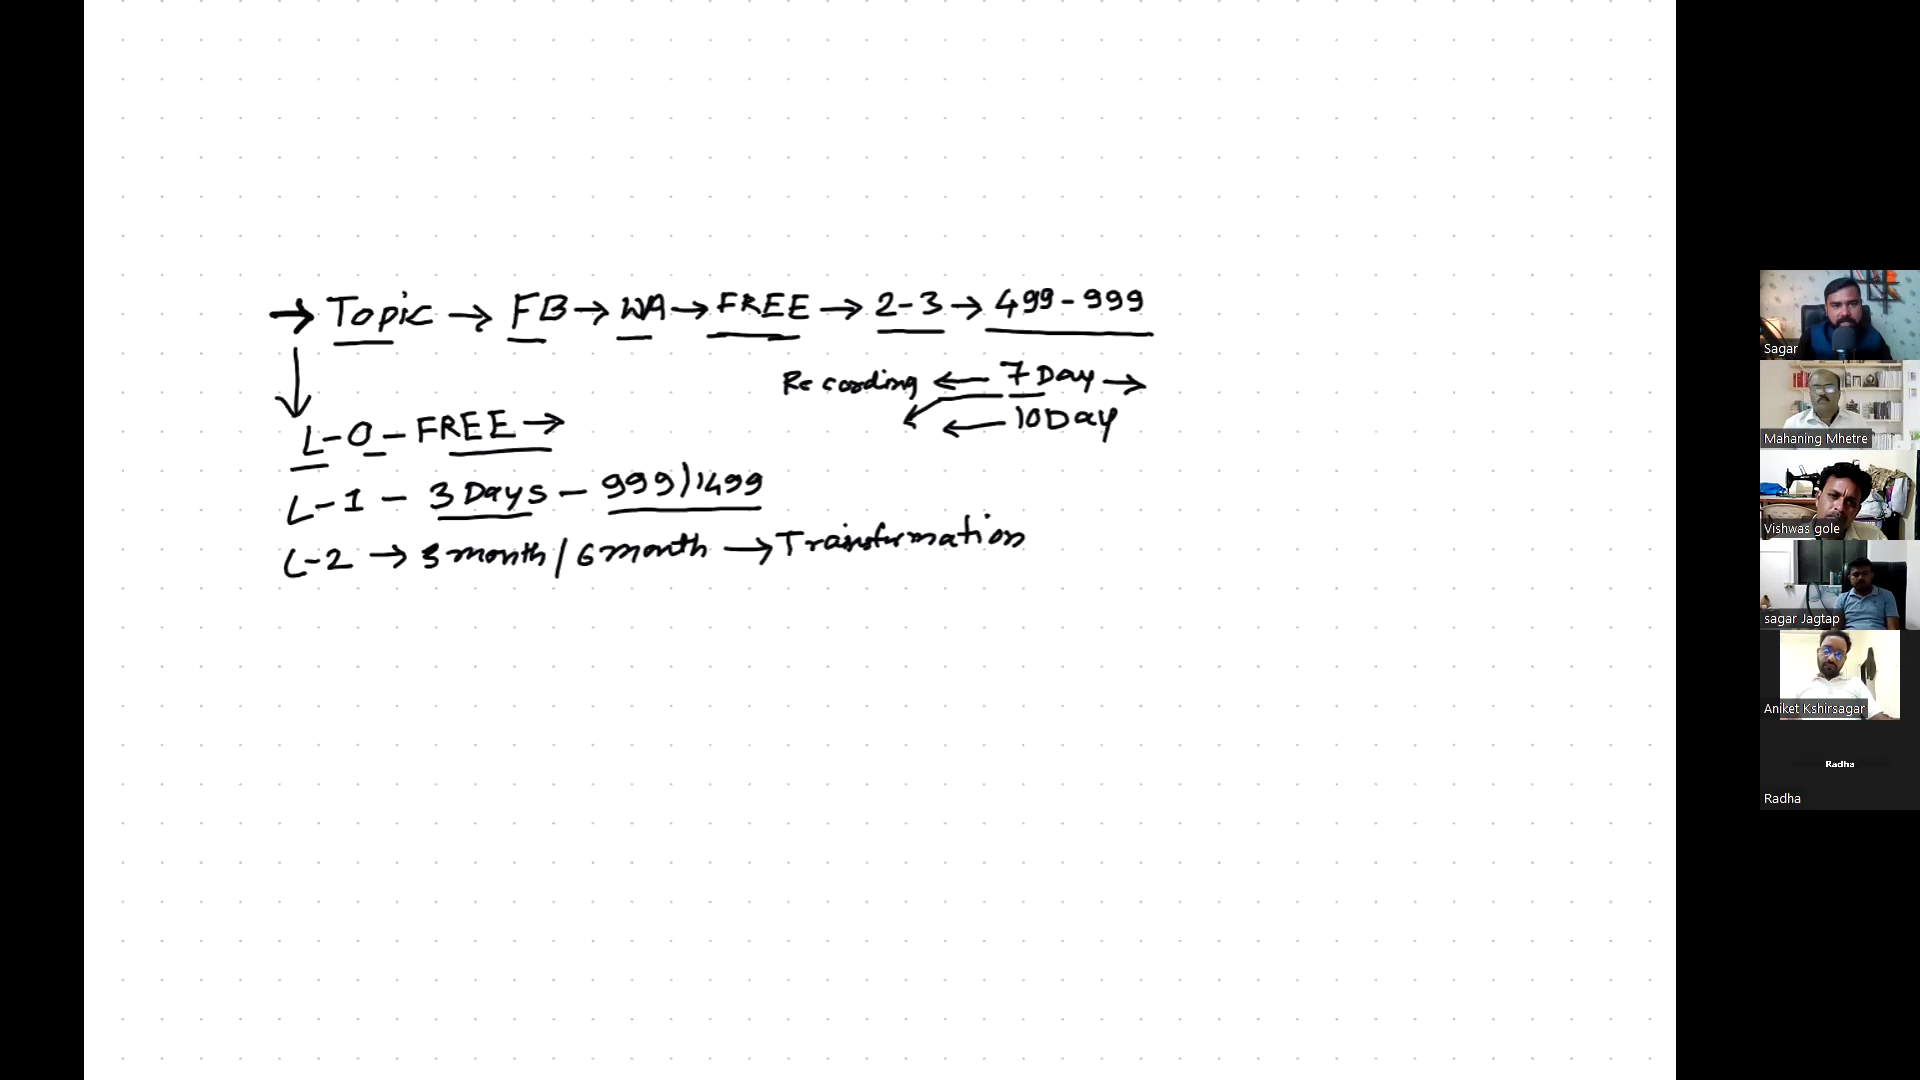 → Topic → FB → WA → FREE → 2-3 → 499-999
Recording ← 7 Day →
← 10 Day
L-0 - FREE →
L-1 - 3 Days - 999/1499
L-2 → 3 month / 6 month → Transformation
Sagar
Mahaning Mhetre
Vishwas gole
sagar Jagtap
Aniket Kshirsagar
Radha
Radha